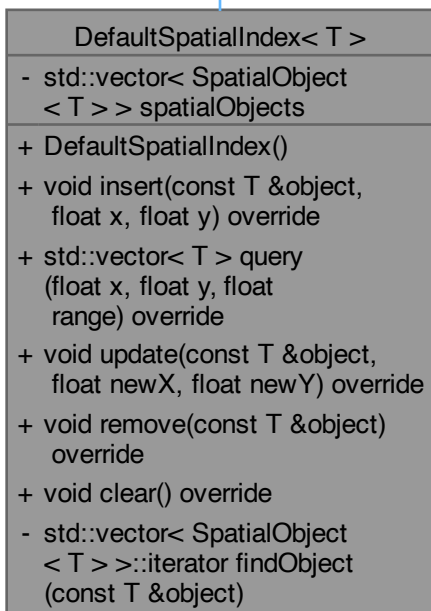 DefaultSpatialIndex< T >
- std::vector< SpatialObject
< T > > spatialObjects
+ DefaultSpatialIndex()
+ void insert(const T &object,
float x, float y) override
+ std::vector< T > query
(float x, float y, float
range) override
+ void update(const T &object,
float newX, float newY) override
+ void remove(const T &object)
override
+ void clear() override
- std::vector< SpatialObject
< T > >::iterator findObject
(const T &object)